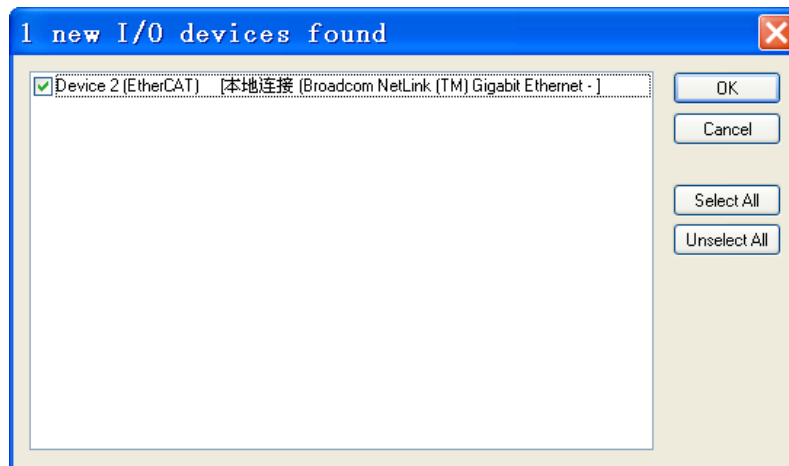 1 new I/O devices found
Device 2 (EtherCAT) [本地连接 (Broadcom NetLink (TM) Gigabit Ethernet - ]
OK
Cancel
Select All
Unselect All